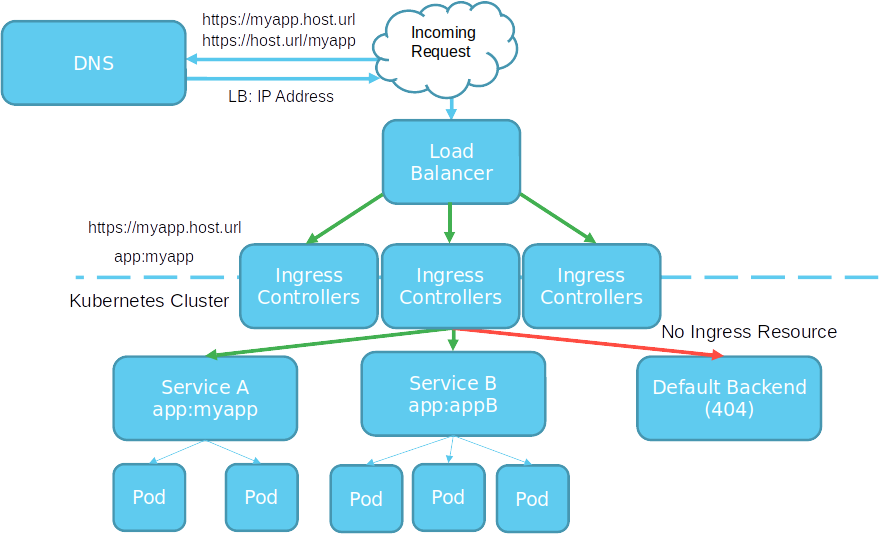 https://myapp.host.url
https://host.url/myapp
Incoming
Request
DNS
LB: IP Address
Load
Balancer
https://myapp.host.url
app:myapp
Ingress
Controllers
Ingress
Controllers
Ingress
Controllers
Kubernetes Cluster
No Ingress Resource
Service A
app:myapp
Service B
app:appB
Default Backend
(404)
Pod
Pod
Pod
Pod
Pod